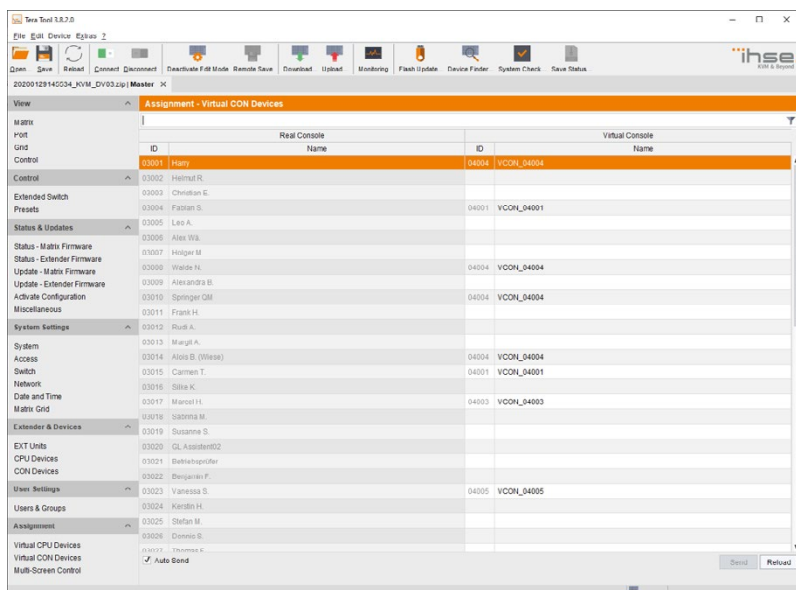 Tera Tool 3.8.2.0
File Edit Device Extras ?
Open... Save Reload Connect Disconnect Deactivate Edit Mode Remote Save Download... Upload... Monitoring Flash Update... Device Finder... System Check... Save Status...
ihse
KVM & Beyond
20200129145534_KVM_DV03.zip | Master
View
Matrix
Port
Grid
Control
Control
Extended Switch
Presets
Status & Updates
Status - Matrix Firmware
Status - Extender Firmware
Update - Matrix Firmware
Update - Extender Firmware
Activate Configuration
Miscellaneous
System Settings
System
Access
Switch
Network
Date and Time
Matrix Grid
Extender & Devices
EXT Units
CPU Devices
CON Devices
User Settings
Users & Groups
Assignment
Virtual CPU Devices
Virtual CON Devices
Multi-Screen Control
Assignment - Virtual CON Devices
Real Console Virtual Console
ID Name ID Name
03001 Harry 04004 VCON_04004
03002 Helmut R.
03003 Christian E.
03004 Fabian S. 04001 VCON_04001
03005 Leo A.
03006 Alex Wä.
03007 Holger M
03008 Walde N. 04004 VCON_04004
03009 Alexandra B.
03010 Springer QM 04004 VCON_04004
03011 Frank H.
03012 Rudi A.
03013 Margit A.
03014 Alois B. (Wiese) 04004 VCON_04004
03015 Carmen T. 04001 VCON_04001
03016 Silke K.
03017 Marcel H. 04003 VCON_04003
03018 Sabrina M.
03019 Susanne S.
03020 GL Assistent02
03021 Betriebsprüfer
03022 Benjamin F.
03023 Vanessa S. 04005 VCON_04005
03024 Kerstin H.
03025 Stefan M.
03026 Donnie S.
03027 Thomas F.
Auto Send Send Reload